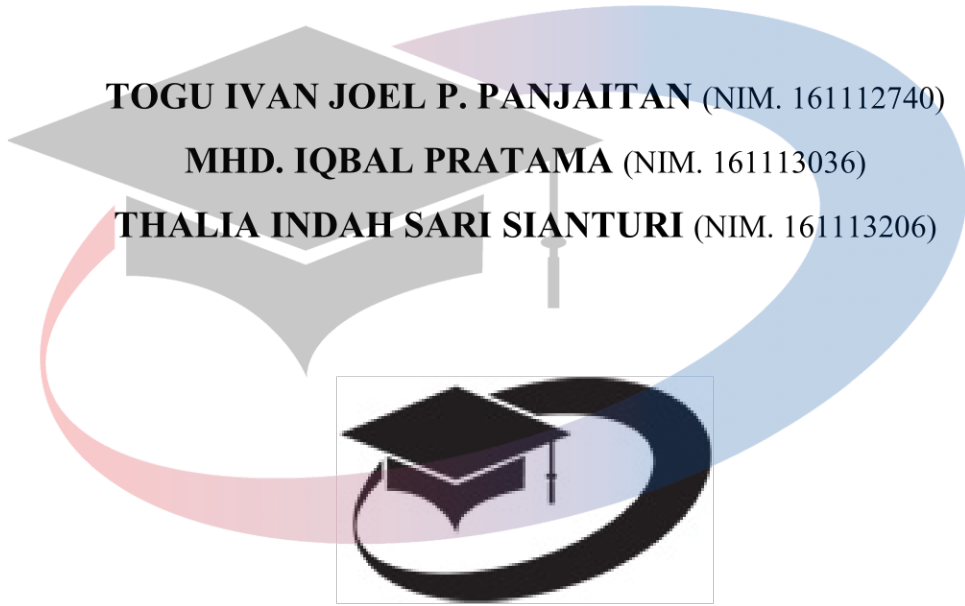 TOGU IVAN JOEL P. PANJAITAN (NIM. 161112740)
MHD. IQBAL PRATAMA (NIM. 161113036)
THALIA INDAH SARI SIANTURI (NIM. 161113206)